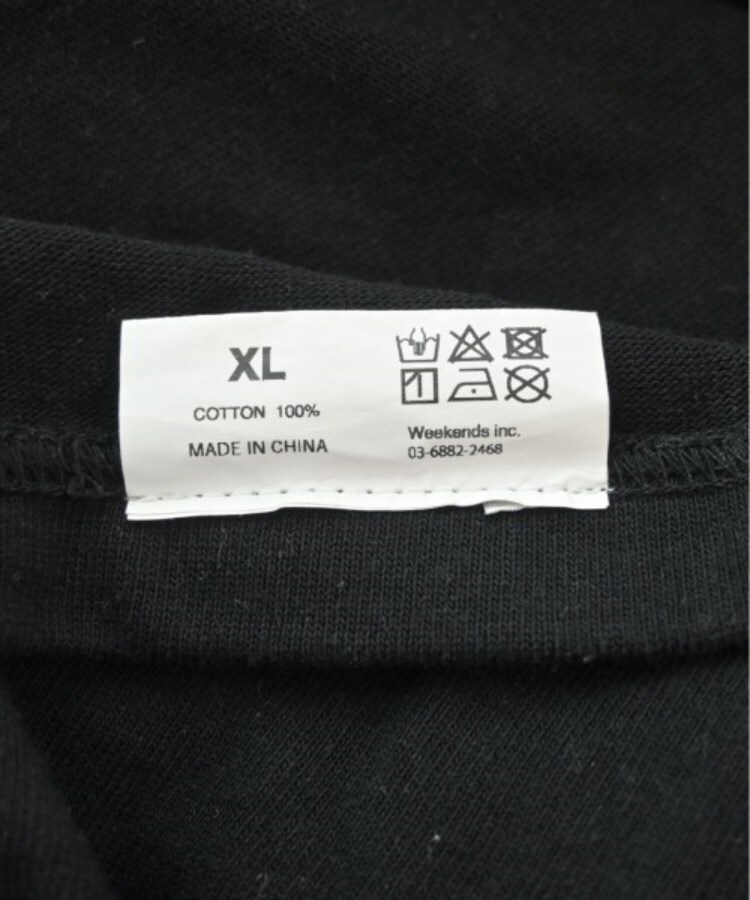 XL
COTTON 100%
MADE IN CHINA
Weekends inc.
03-6882-2468